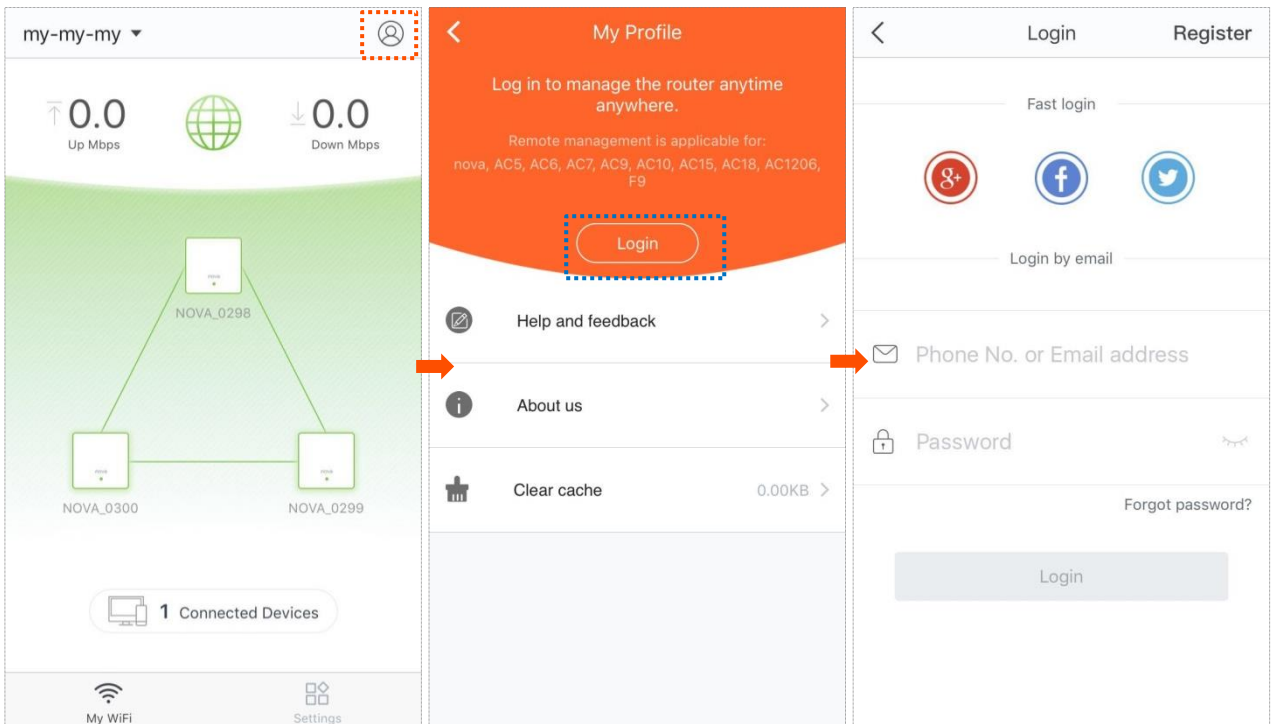 my-my-my
0.0
Up Mbps
0.0
Down Mbps
nova
NOVA_0298
nova
NOVA_0300
nova
NOVA_0299
1 Connected Devices
My WiFi
Settings
My Profile
Log in to manage the router anytime
anywhere.
Remote management is applicable for:
nova, AC5, AC6, AC7, AC9, AC10, AC15, AC18, AC1206,
F9
Login
Help and feedback
About us
Clear cache 0.00KB
Login Register
Fast login
g+ f
Login by email
Phone No. or Email address
Password
Forgot password?
Login